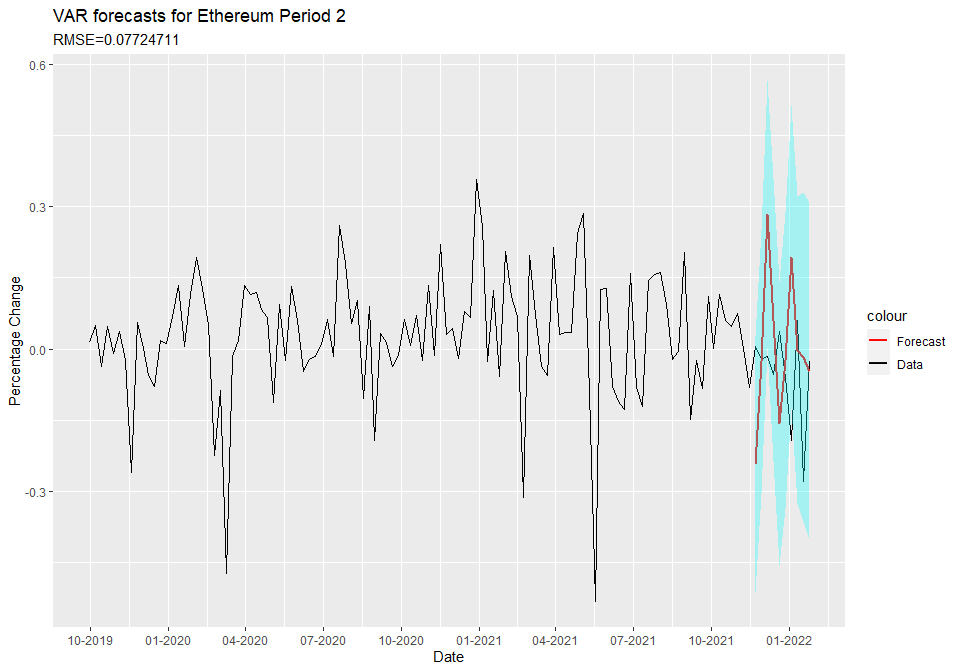 VAR forecasts for Ethereum Period 2
RMSE=0.07724711
0.6
0.3
0.0
-0.3
Percentage Change
10-2019 01-2020 04-2020 07-2020 10-2020 01-2021 04-2021 07-2021 10-2021 01-2022
Date
colour
Forecast
Data